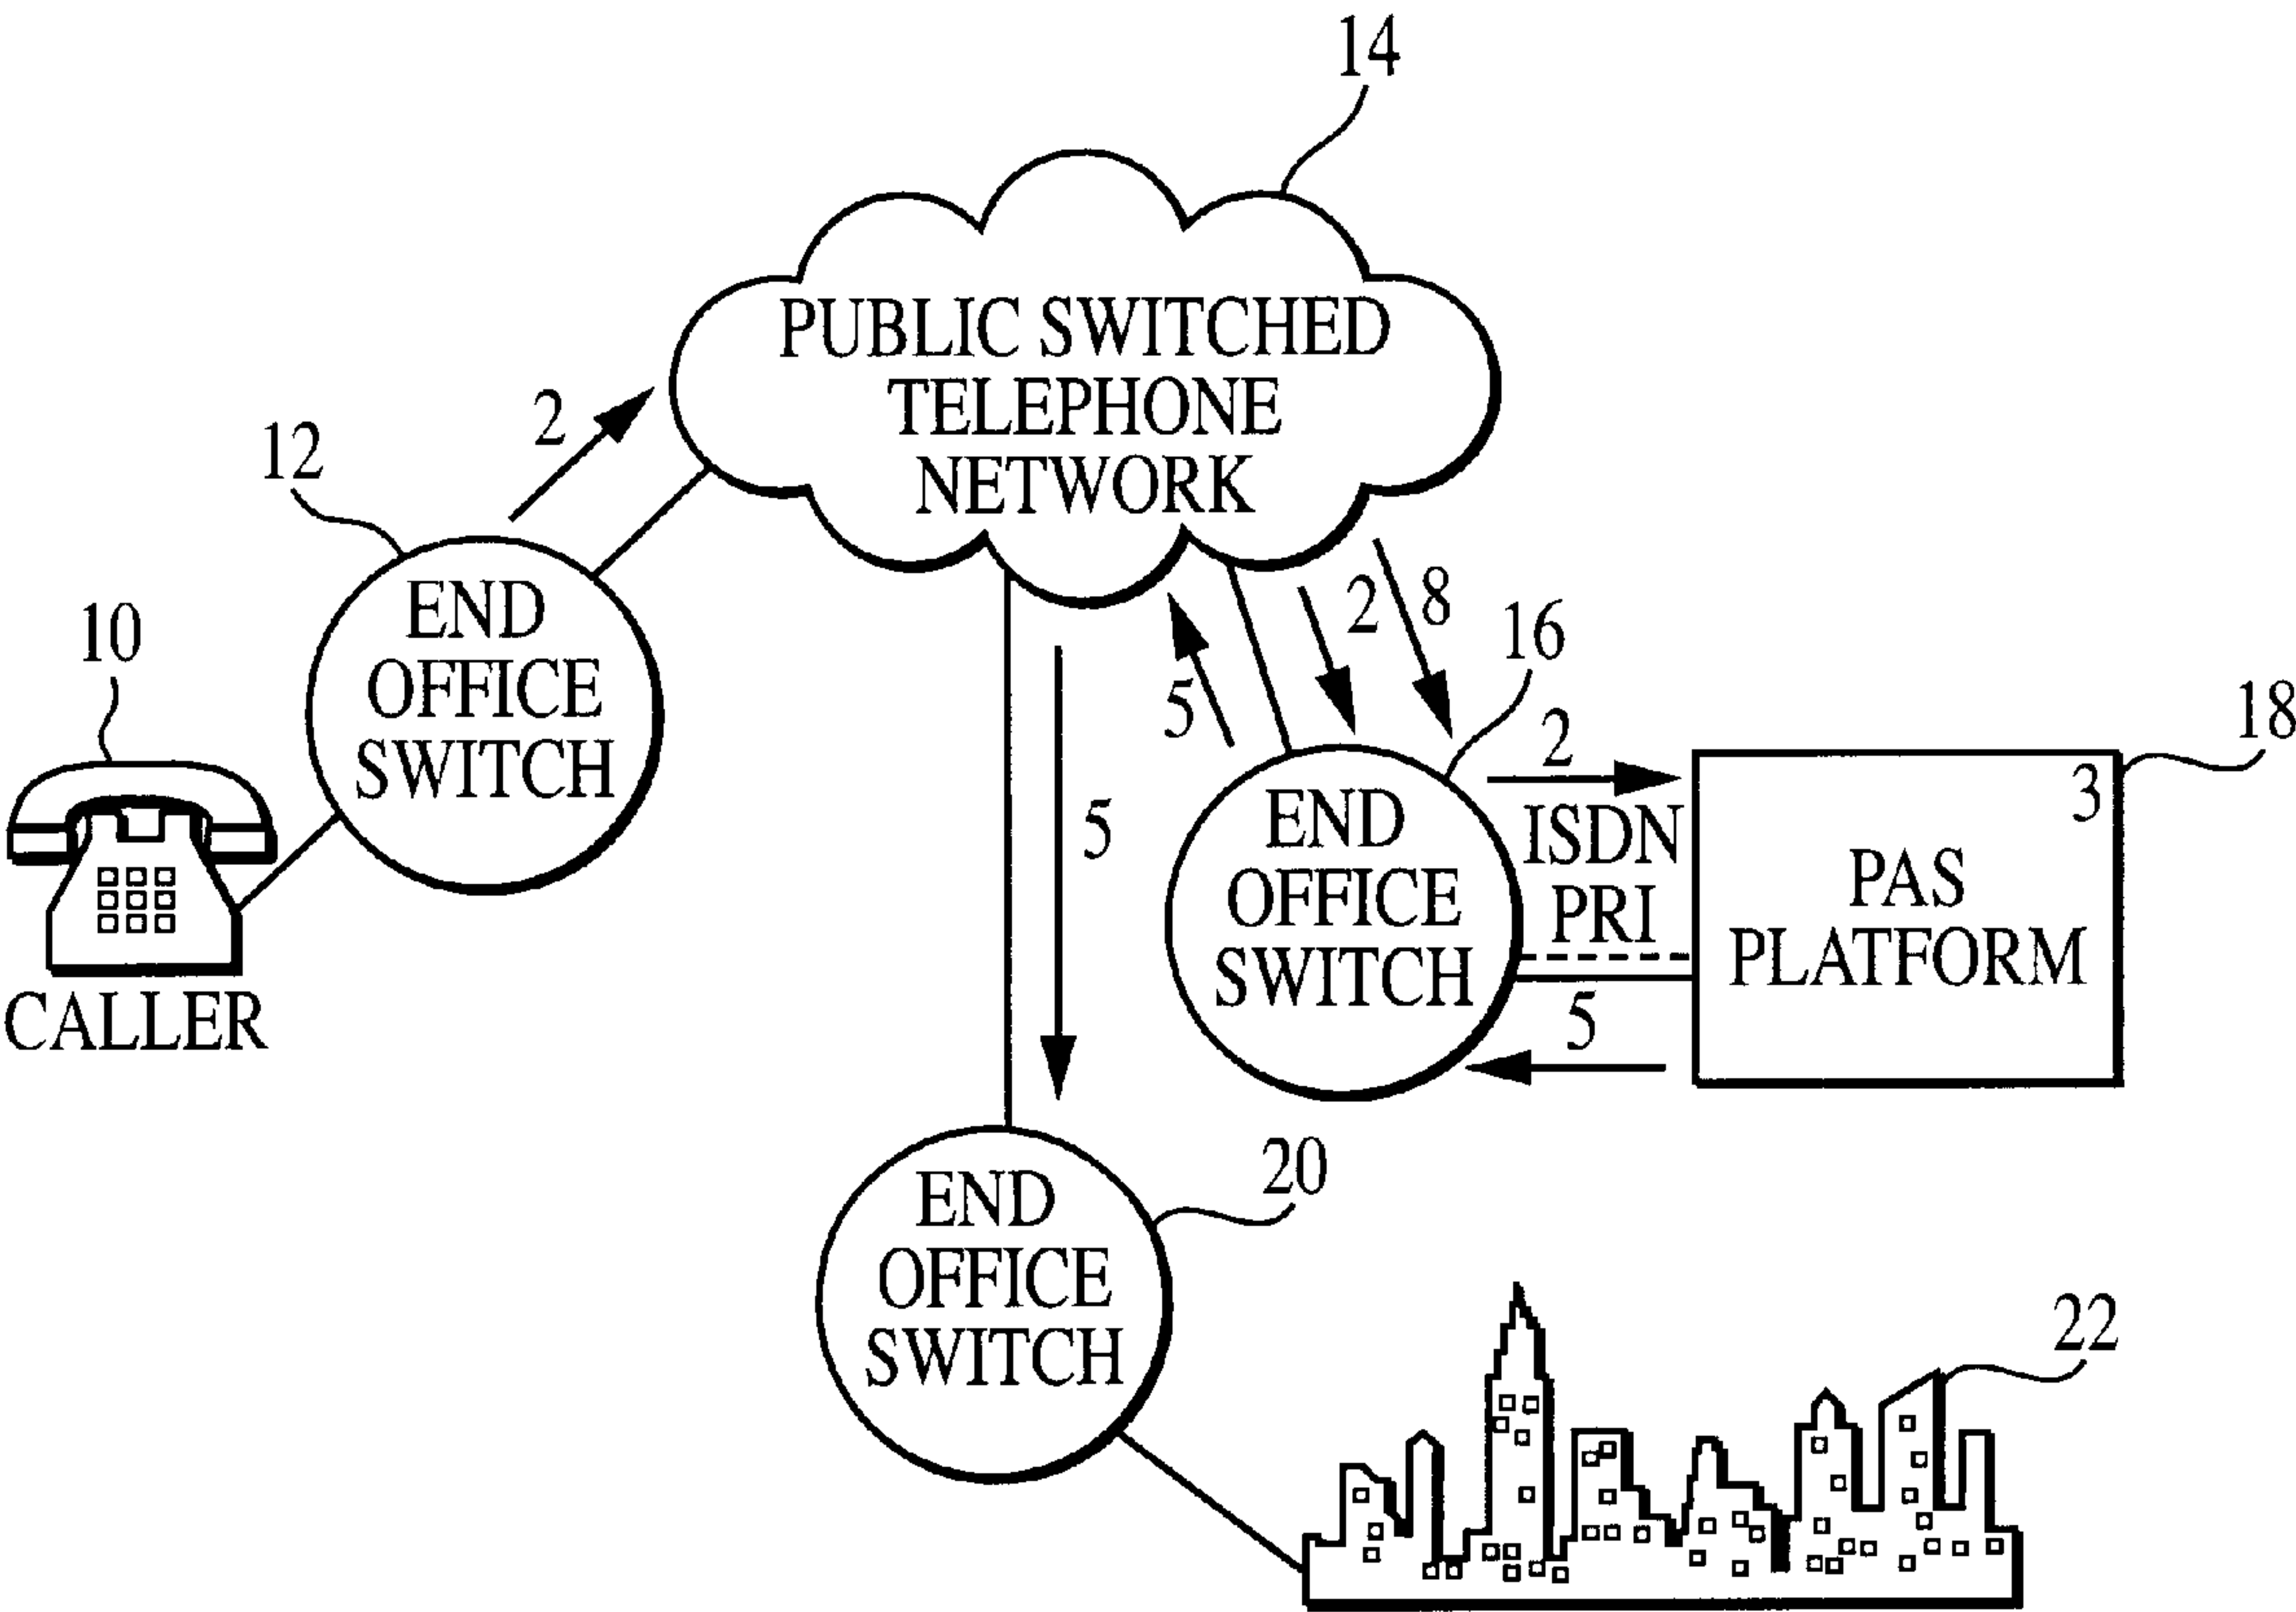 14
PUBLIC SWITCHED
TELEPHONE
NETWORK
2
12
END
OFFICE
SWITCH
10
CALLER
2
8
5
16
5
END
OFFICE
SWITCH
2
ISDN
PRI
5
18
3
PAS
PLATFORM
20
END
OFFICE
SWITCH
22